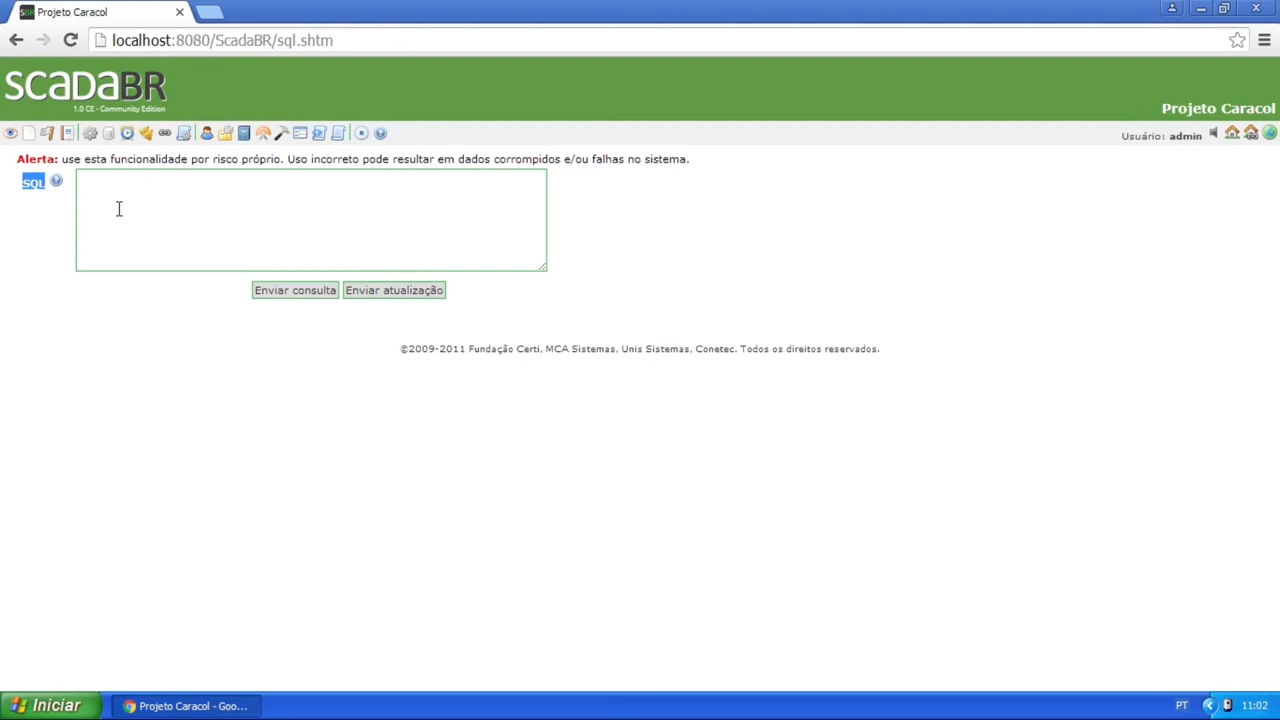 Projeto Caracol
localhost:8080/ScadaBR/sql.shtm
SCADABR
1.0 CE - Community Edition
Projeto Caracol
Usuário: admin
Alerta: use esta funcionalidade por risco próprio. Uso incorreto pode resultar em dados corrompidos e/ou falhas no sistema.
SQL
Enviar consulta Enviar atualização
©2009-2011 Fundação Certi, MCA Sistemas, Unis Sistemas, Conetec. Todos os direitos reservados.
Iniciar Projeto Caracol - Goo... PT 11:02